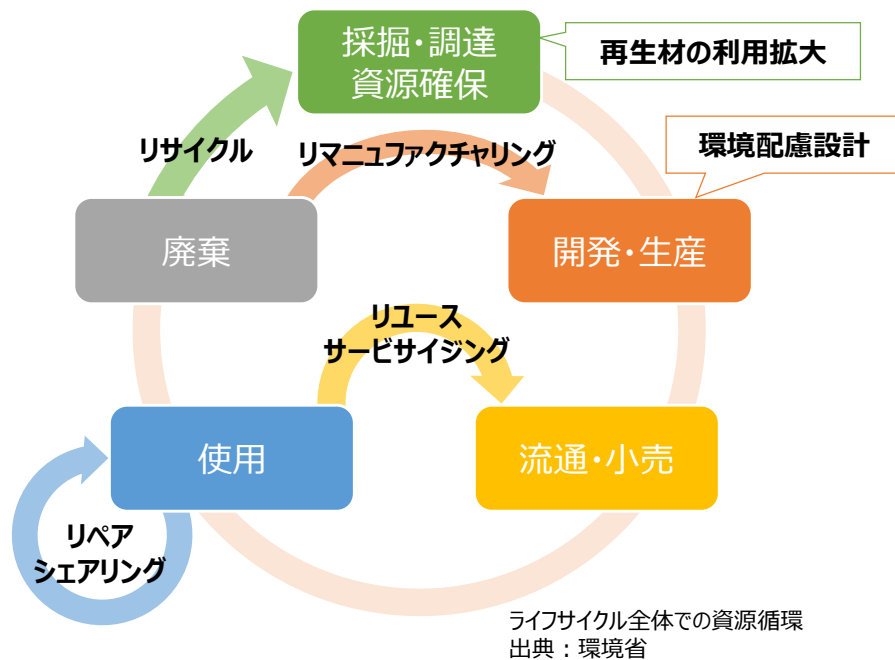 採掘・調達
資源確保
再生材の利用拡大
リサイクル
リマニュファクチャリング
環境配慮設計
廃棄
開発・生産
リユース
サービサイジング
使用
流通・小売
リペア
シェアリング
ライフサイクル全体での資源循環
出典：環境省